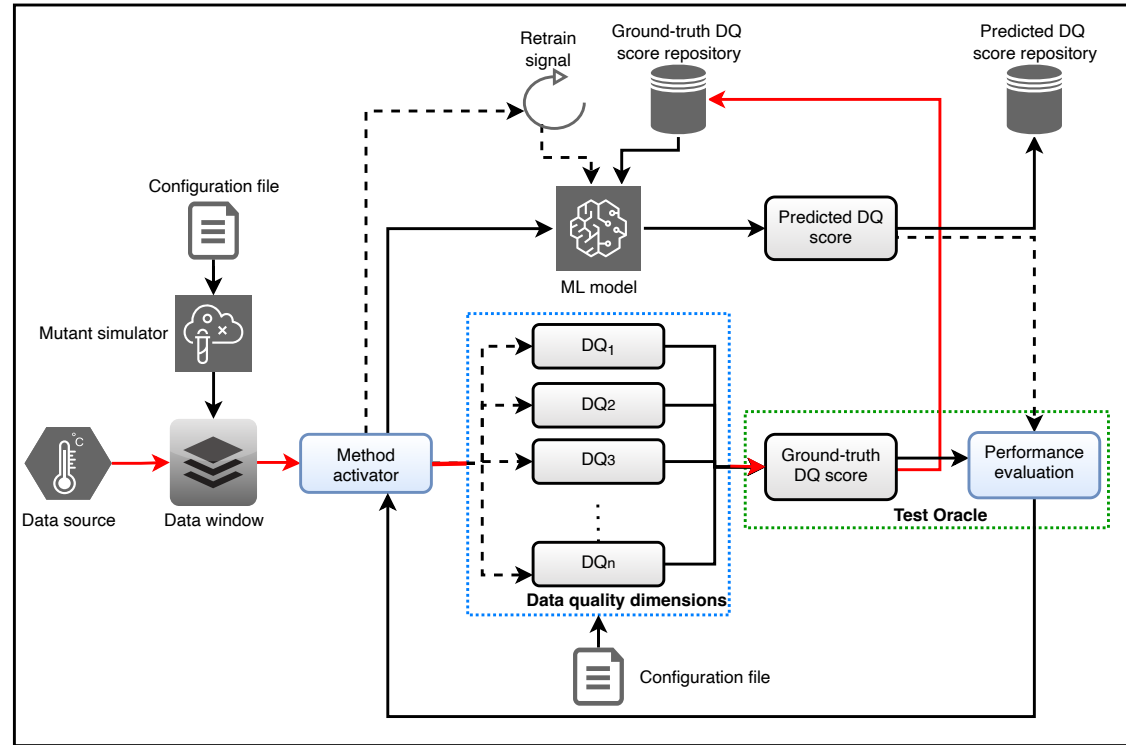 Retrain
signal
Ground-truth DQ
score repository
Predicted DQ
score repository
Configuration file
Mutant simulator
ML model
Predicted DQ
score
°C
Data source
Data window
Method
activator
DQ1
DQ2
DQ3
DQn
Data quality dimensions
Ground-truth
DQ score
Performance
evaluation
Test Oracle
Configuration file